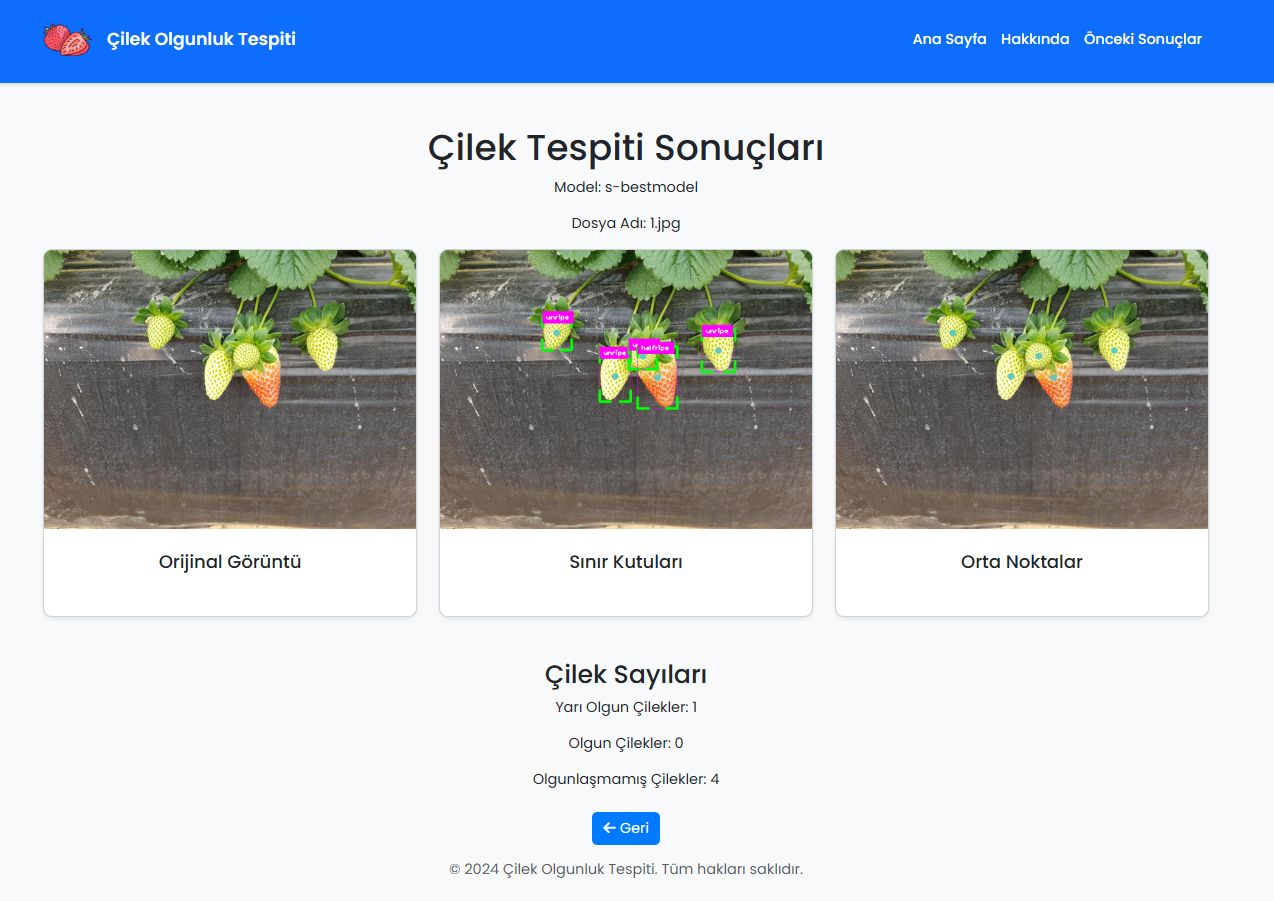 Çilek Olgunluk Tespiti
Ana Sayfa Hakkında Önceki Sonuçlar
Çilek Tespiti Sonuçları
Model: s-bestmodel
Dosya Adı: 1.jpg
unripe
unripe
unripe
halfripe
Orijinal Görüntü
Sınır Kutuları
Orta Noktalar
Çilek Sayıları
Yarı Olgun Çilekler: 1
Olgun Çilekler: 0
Olgunlaşmamış Çilekler: 4
← Geri
© 2024 Çilek Olgunluk Tespiti. Tüm hakları saklıdır.